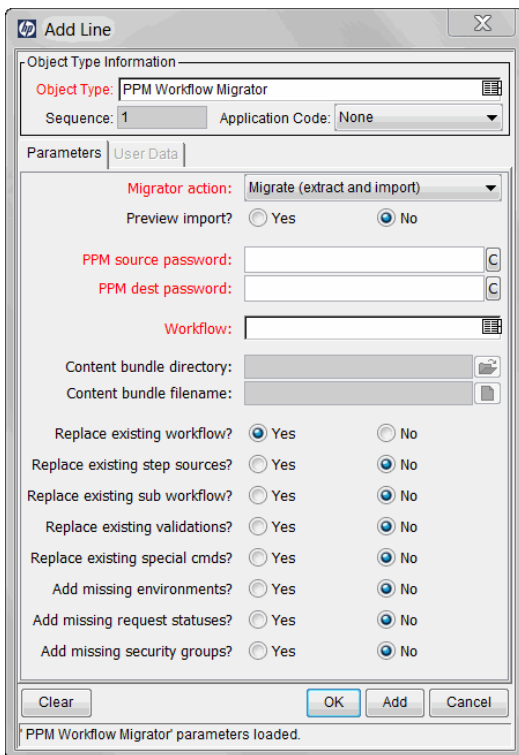 hp Add Line X
Object Type Information
Object Type: PPM Workflow Migrator
Sequence: 1 Application Code: None
Parameters User Data
Migrator action: Migrate (extract and import)
Preview import? Yes No
PPM source password: C
PPM dest password: C
Workflow:
Content bundle directory:
Content bundle filename:
Replace existing workflow? Yes No
Replace existing step sources? Yes No
Replace existing sub workflow? Yes No
Replace existing validations? Yes No
Replace existing special cmds? Yes No
Add missing environments? Yes No
Add missing request statuses? Yes No
Add missing security groups? Yes No
Clear OK Add Cancel
' PPM Workflow Migrator' parameters loaded.